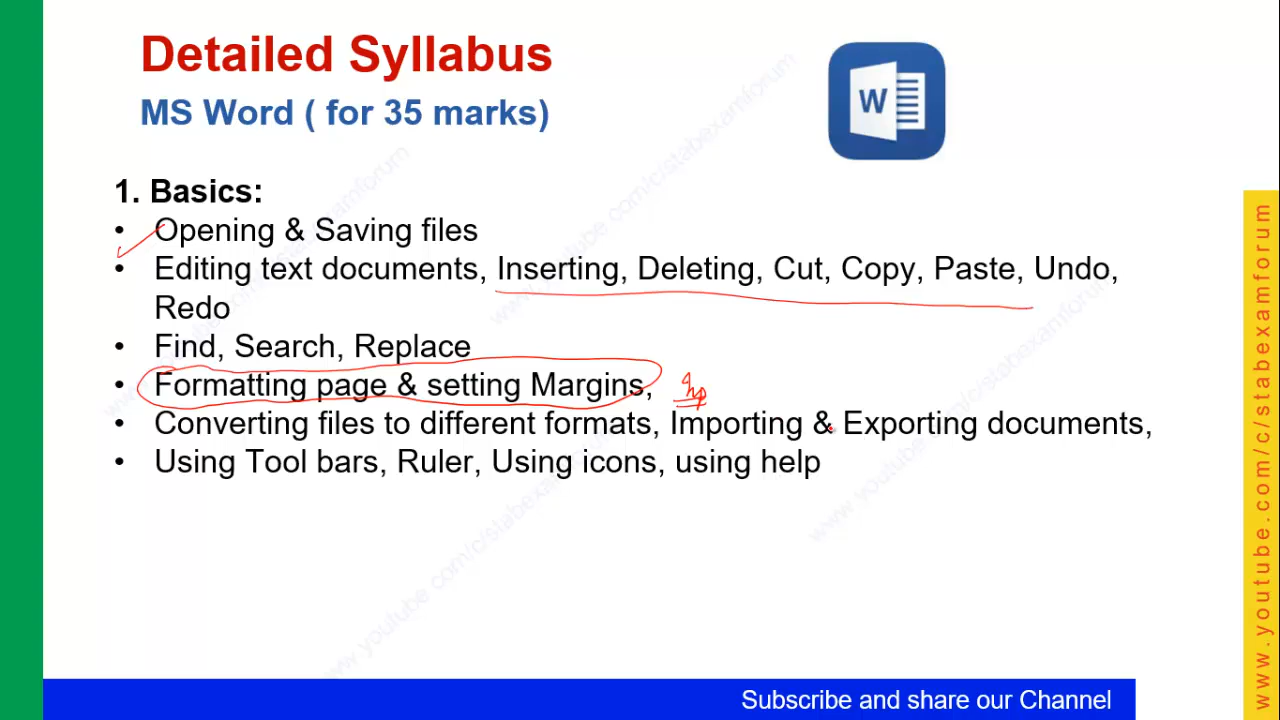 Detailed Syllabus
MS Word ( for 35 marks)
W
1. Basics:
• Opening & Saving files
• Editing text documents, Inserting, Deleting, Cut, Copy, Paste, Undo,
Redo
• Find, Search, Replace
• Formatting page & setting Margins,
• Converting files to different formats, Importing & Exporting documents,
• Using Tool bars, Ruler, Using icons, using help
Subscribe and share our Channel
www.youtube.com/c/stabexamforum